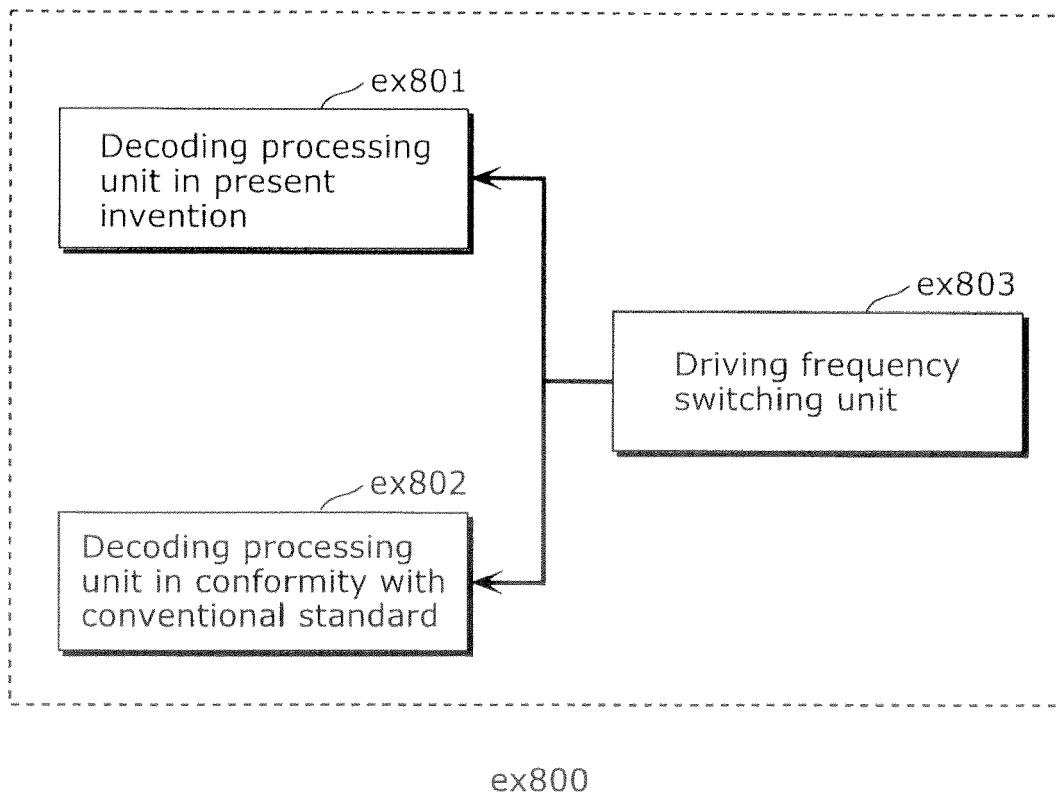 ex801
Decoding processing
unit in present
invention
ex803
Driving frequency
switching unit
ex802
Decoding processing
unit in conformity with
conventional standard
ex800